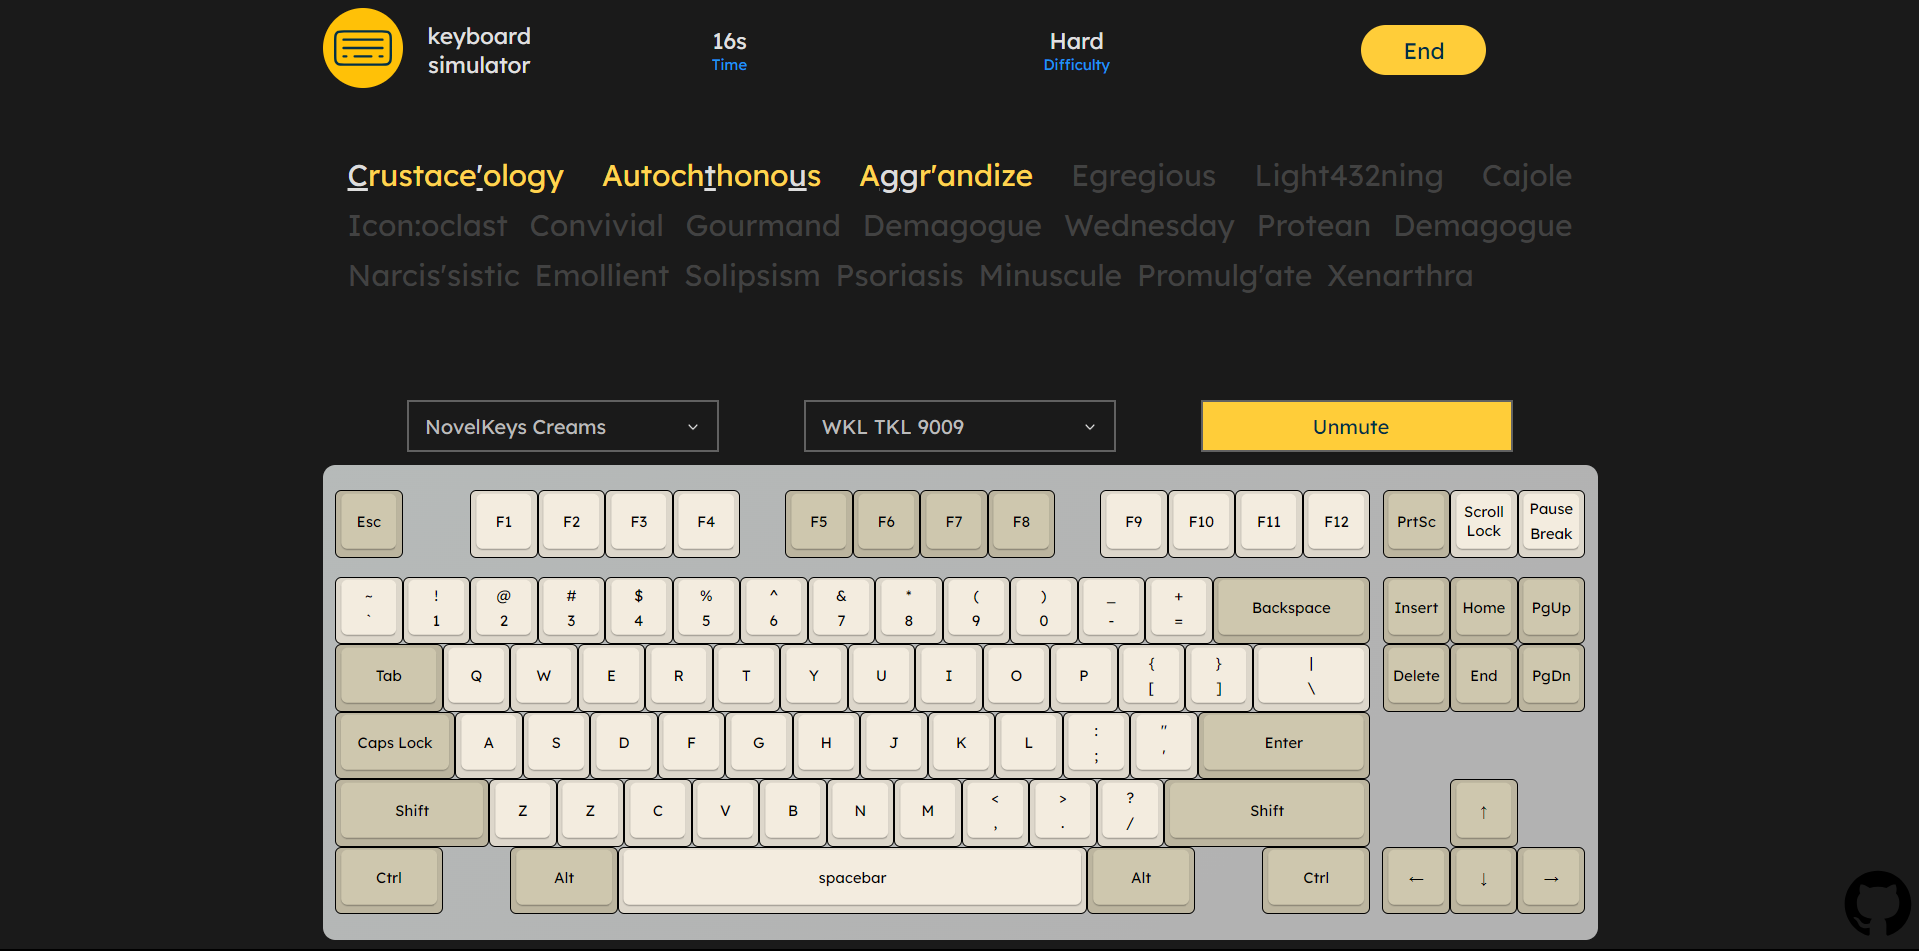 keyboard
simulator
16s
Time
Hard
Difficulty
End
Crustace'ology Autochthonous Aggr'andize Egregious Light432ning Cajole
Icon:oclast Convivial Gourmand Demagogue Wednesday Protean Demagogue
Narcis'sistic Emollient Solipsism Psoriasis Minuscule Promulg'ate Xenarthra
NovelKeys Creams
WKL TKL 9009
Unmute
Esc F1 F2 F3 F4 F5 F6 F7 F8 F9 F10 F11 F12 PrtSc Scroll Lock Pause Break
~ ! @ # $ % ^ & * ( ) _ +
` 1 2 3 4 5 6 7 8 9 0 - = Backspace Insert Home PgUp
Tab Q W E R T Y U I O P { [ } ] | \ Delete End PgDn
Caps Lock A S D F G H J K L : ; " ' Enter
Shift Z Z C V B N M < , > . ? / Shift ↑
Ctrl Alt spacebar Alt Ctrl ← ↓ →